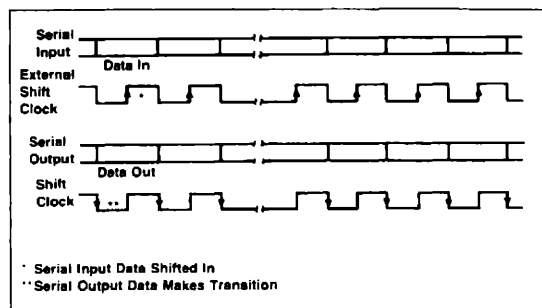 Serial
Input
Data In
External
Shift
Clock
*
Serial
Output
Data Out
Shift
Clock
**
* Serial Input Data Shifted In
** Serial Output Data Makes Transition